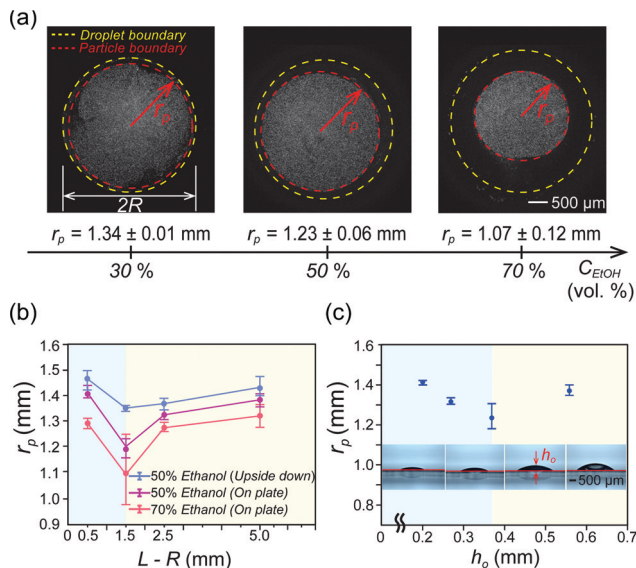 (a)
Droplet boundary
Particle boundary
r_p
r_p
r_p
2R
500 μm
r_p = 1.34 ± 0.01 mm
r_p = 1.23 ± 0.06 mm
r_p = 1.07 ± 0.12 mm
30 %
50 %
70 %
C_EtOH
(vol. %)
(b)
1.6
1.5
1.4
1.3
1.2
1.1
1.0
0.9
r_p (mm)
50% Ethanol (Upside down)
50% Ethanol (On plate)
70% Ethanol (On plate)
0.5
1.5
2.5
5.0
L - R (mm)
(c)
1.6
1.4
1.2
1.0
0.8
r_p (mm)
h_o
500 μm
0.2
0.3
0.4
0.5
0.6
0.7
h_o (mm)